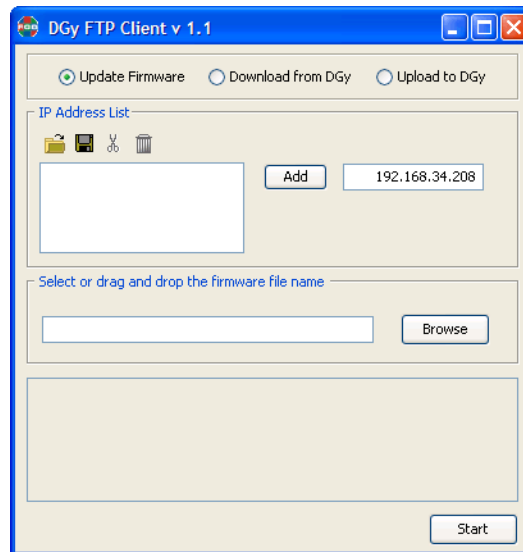 DGy FTP Client v 1.1
Update Firmware Download from DGy Upload to DGy
IP Address List
Add 192.168.34.208
Select or drag and drop the firmware file name
Browse
Start